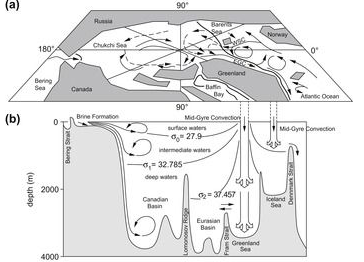 (a)
90°
Russia
Barents
Sea
Norway
Chukchi Sea
WSC
180°
0°
EGC
Greenland
Bering
Sea
Canada
Baffin
Bay
Atlantic Ocean
90°
(b)
Brine Formation
Mid-Gyre Convection
Mid-Gyre Convection
0
surface waters
σ0= 27.9
intermediate waters
σ1= 32.785
deep waters
Bering Strait
depth (m)
2000
σ2 = 37.457
Canadian
Basin
Lomonosov Ridge
Eurasian
Basin
Fram Strait
Greenland
Sea
Iceland
Sea
Denmark Strait
4000